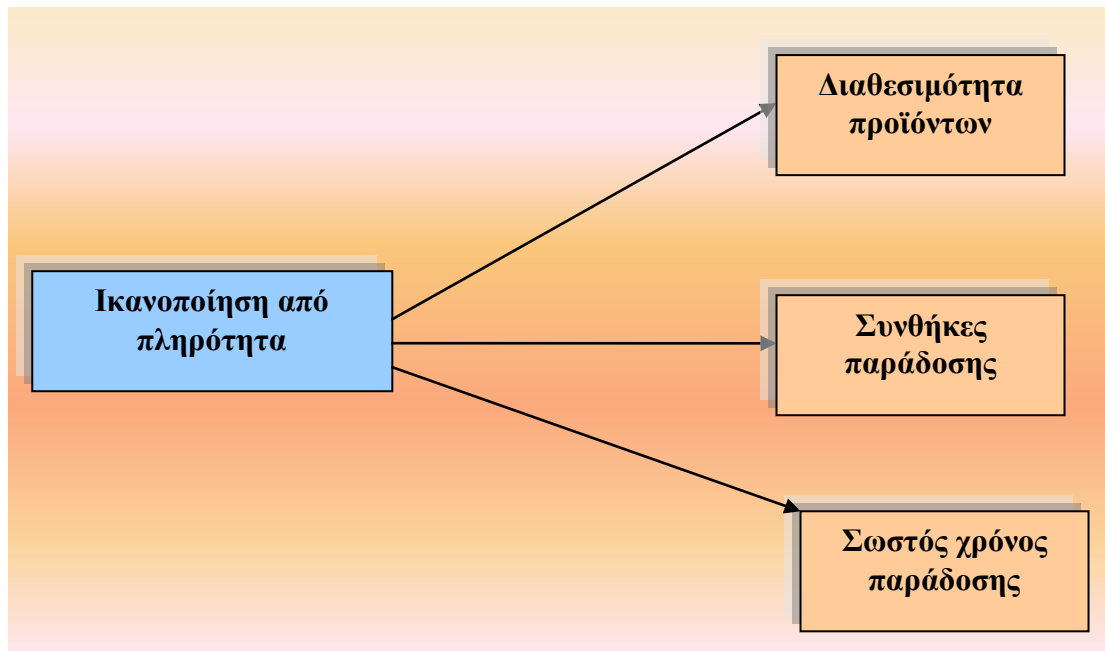 Διαθεσιμότητα
προϊόντων
Ικανοποίηση από
πληρότητα
Συνθήκες
παράδοσης
Σωστός χρόνος
παράδοσης